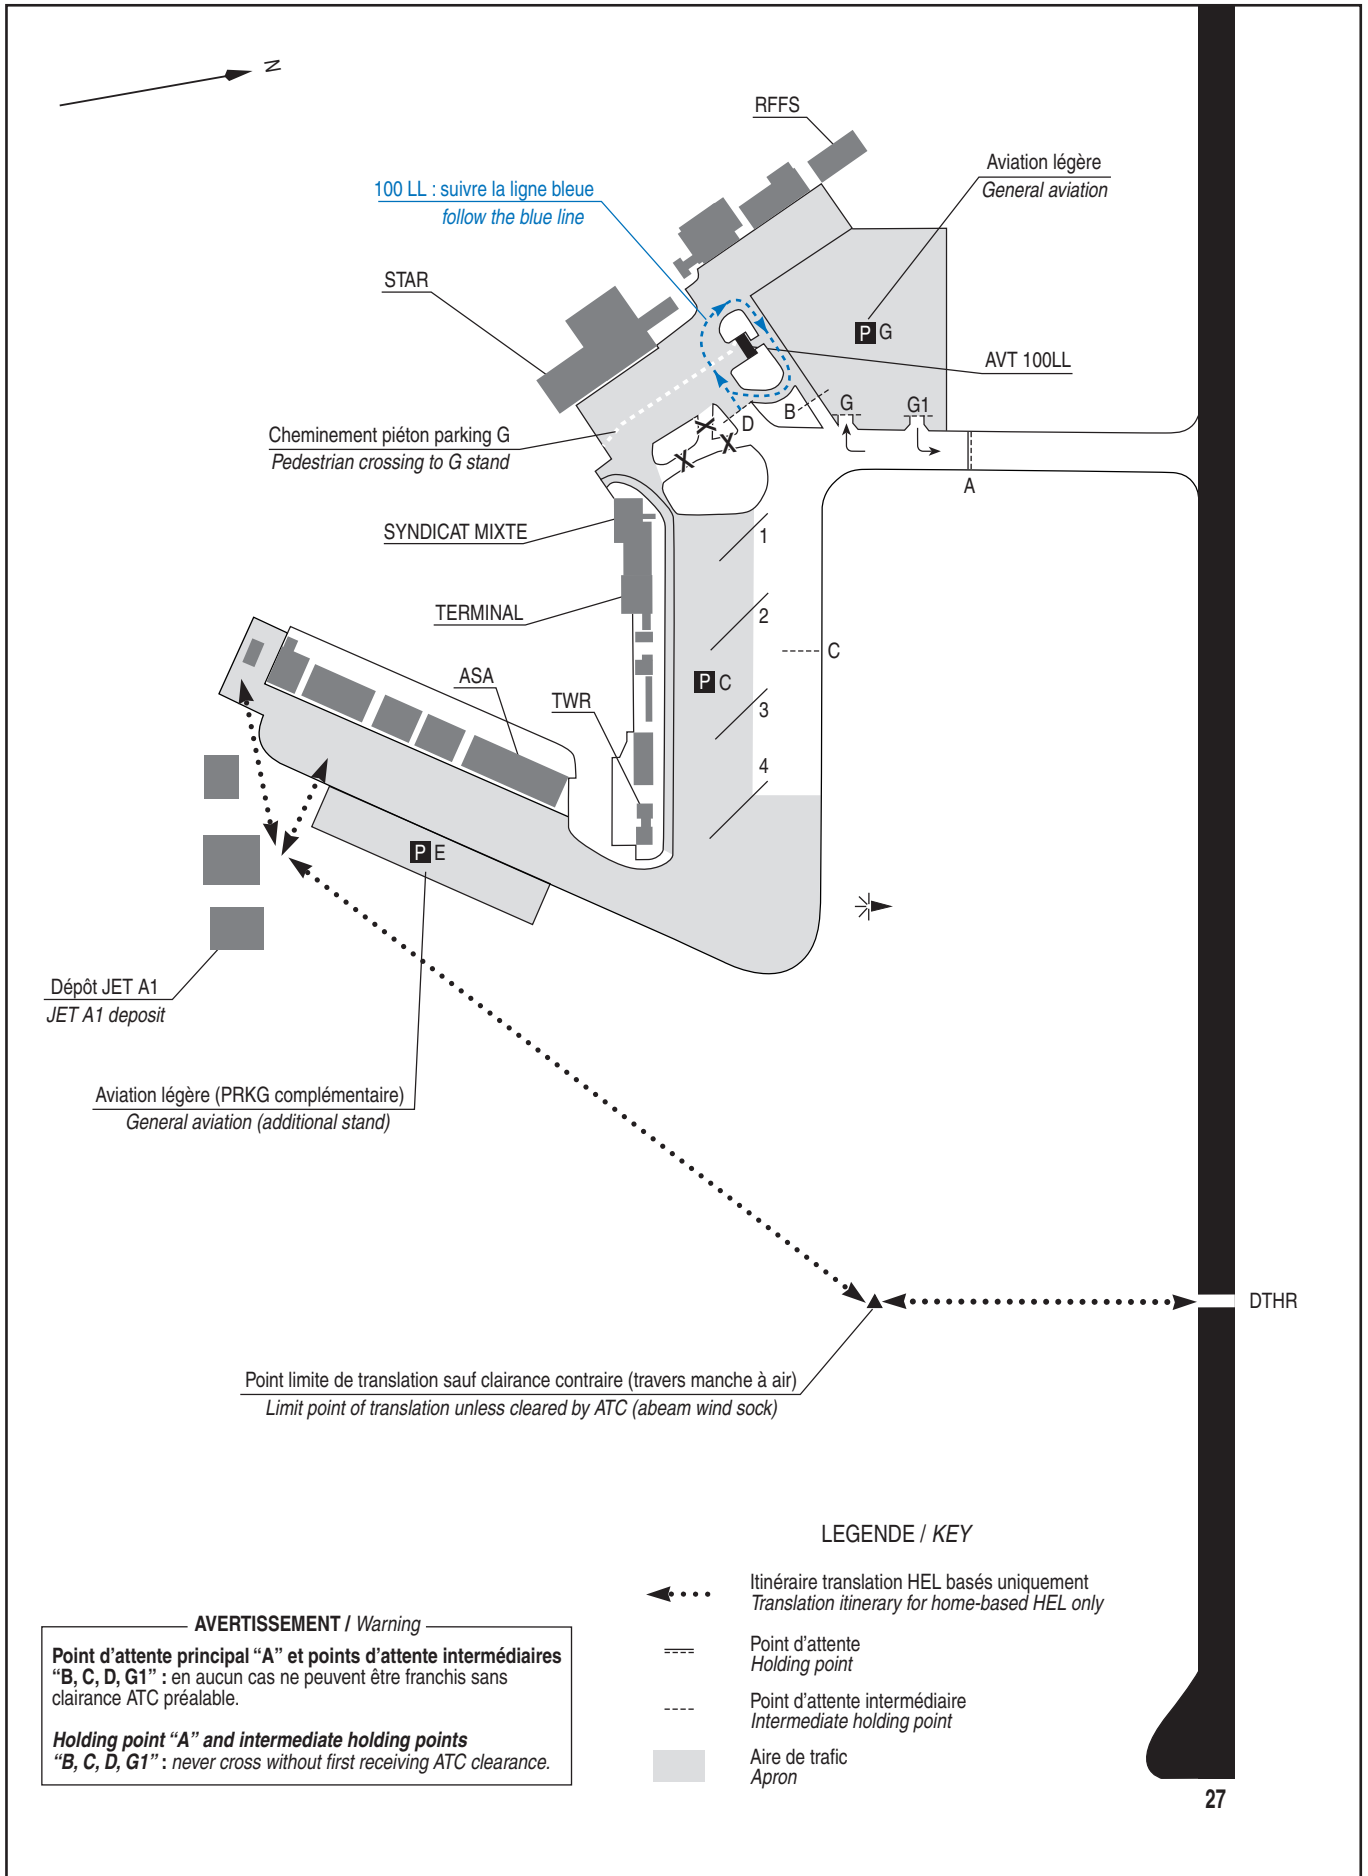 N
RFFS
Aviation légère
General aviation
100 LL : suivre la ligne bleue
follow the blue line
STAR
P G
AVT 100LL
G
G1
B
D
Cheminement piéton parking G
Pedestrian crossing to G stand
A
SYNDICAT MIXTE
1
TERMINAL
2
C
ASA
P C
TWR
3
4
P E
Dépôt JET A1
JET A1 deposit
Aviation légère (PRKG complémentaire)
General aviation (additional stand)
DTHR
Point limite de translation sauf clairance contraire (travers manche à air)
Limit point of translation unless cleared by ATC (abeam wind sock)
LEGENDE / KEY
Itinéraire translation HEL basés uniquement
Translation itinerary for home-based HEL only
Point d'attente
Holding point
Point d'attente intermédiaire
Intermediate holding point
Aire de trafic
Apron
AVERTISSEMENT / Warning
Point d'attente principal “A” et points d'attente intermédiaires
“B, C, D, G1” : en aucun cas ne peuvent être franchis sans
clairance ATC préalable.
Holding point “A” and intermediate holding points
“B, C, D, G1” : never cross without first receiving ATC clearance.
27